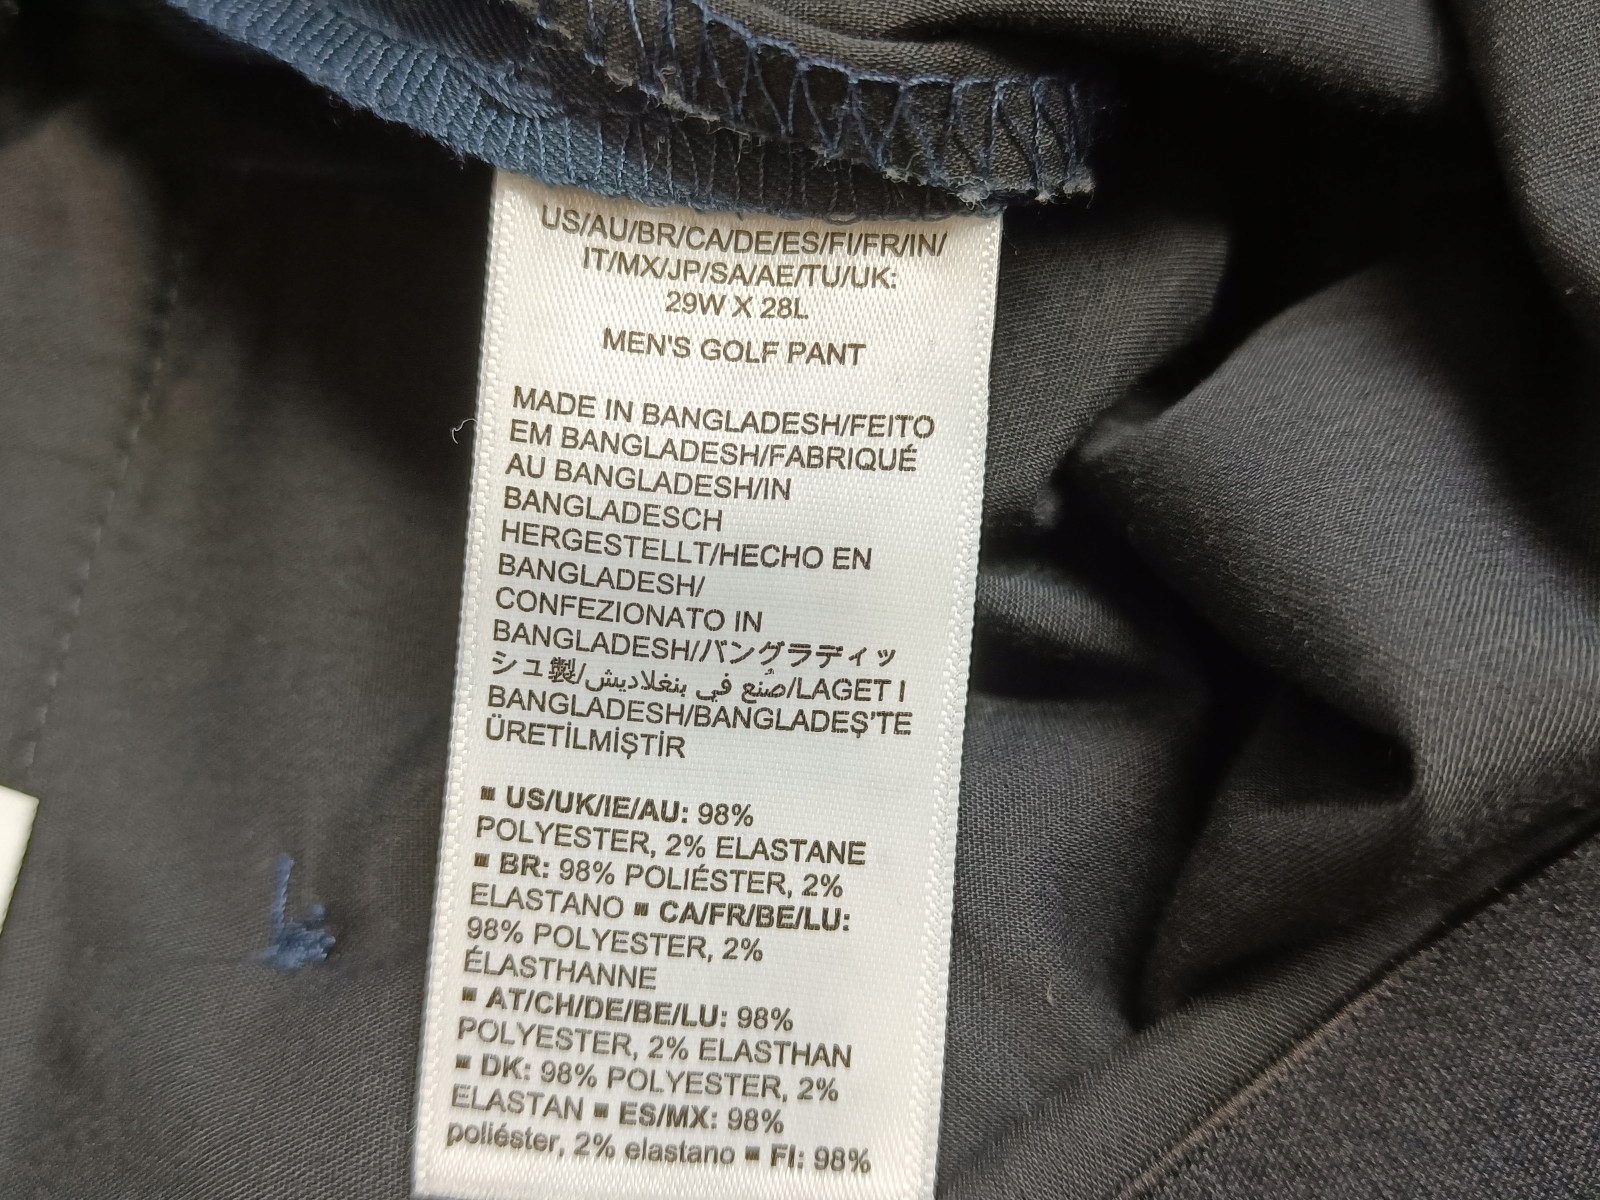 US/AU/BR/CA/DE/ES/FI/FR/IN/
IT/MX/JP/SA/AE/TU/UK:
29W X 28L
MEN'S GOLF PANT
MADE IN BANGLADESH/FEITO
EM BANGLADESH/FABRIQUÉ
AU BANGLADESH/IN
BANGLADESCH
HERGESTELLT/HECHO EN
BANGLADESH/
CONFEZIONATO IN
BANGLADESH/バングラディッ
シュ製/صُنع في بنغلاديش/LAGET I
BANGLADESH/BANGLADEŞ'TE
ÜRETİLMİŞTİR
▪ US/UK/IE/AU: 98%
POLYESTER, 2% ELASTANE
▪ BR: 98% POLIÉSTER, 2%
ELASTANO ▪ CA/FR/BE/LU:
98% POLYESTER, 2%
ÉLASTHANNE
▪ AT/CH/DE/BE/LU: 98%
POLYESTER, 2% ELASTHAN
▪ DK: 98% POLYESTER, 2%
ELASTAN ▪ ES/MX: 98%
poliéster, 2% elastano ▪ FI: 98%